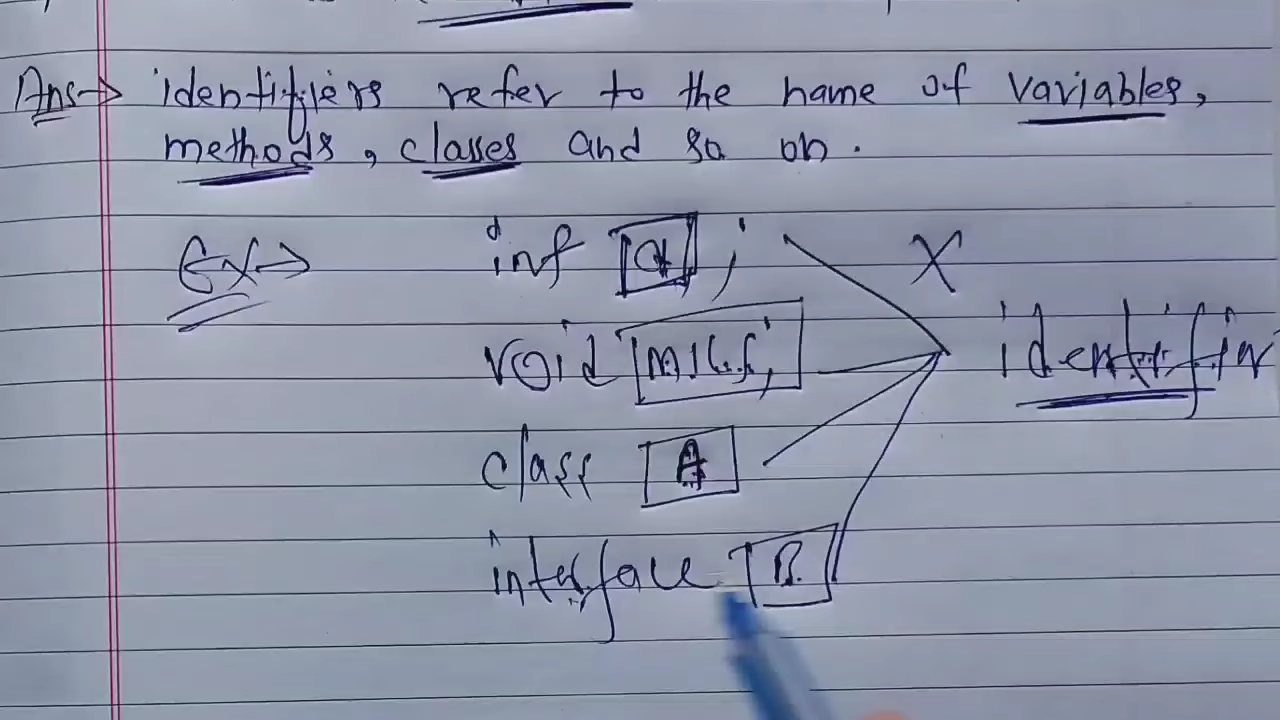 Ans→ identifiers refer to the name of variables,
methods, classes and so on.
Ex→ int a ;
X
void
identifier
class A
interface B